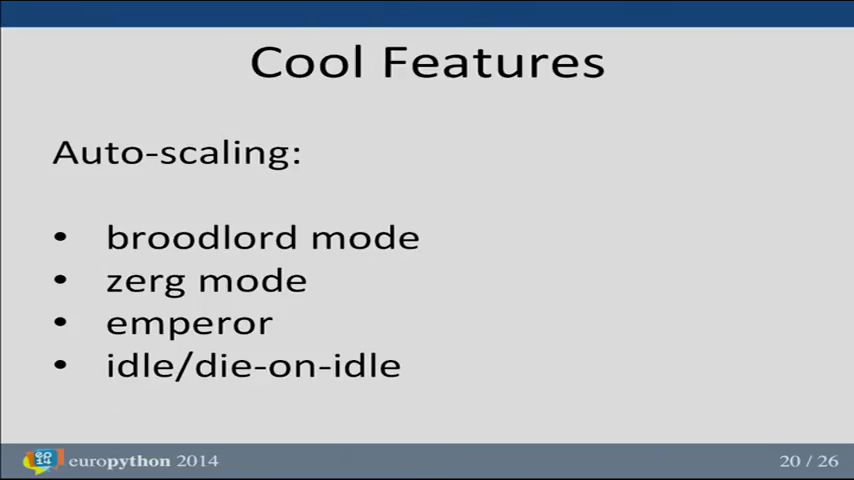 Cool Features
Auto-scaling:
• broodlord mode
• zerg mode
• emperor
• idle/die-on-idle
europython 2014
20 / 26